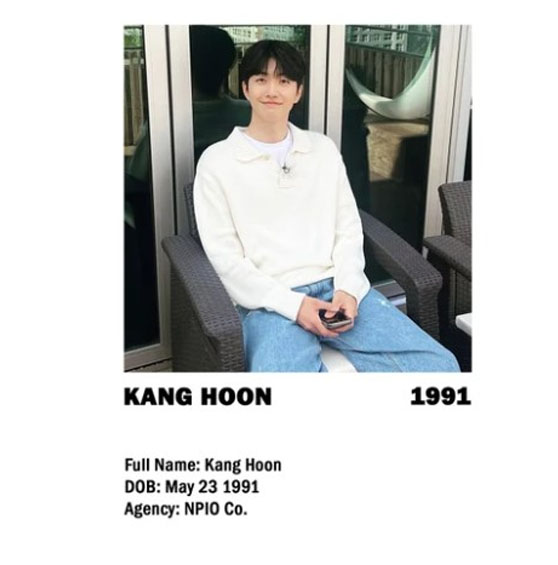 KANG HOON 1991
Full Name: Kang Hoon
DOB: May 23 1991
Agency: NPIO Co.